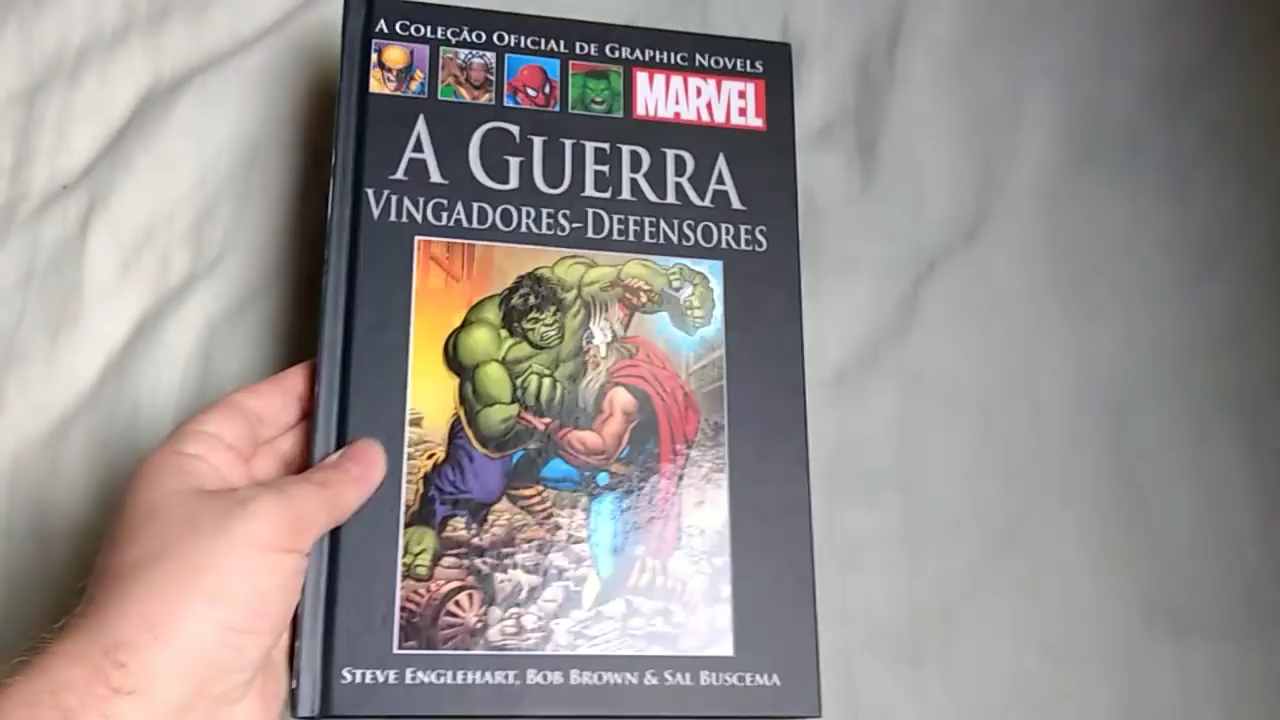 A Coleção Oficial de Graphic Novels
MARVEL
A Guerra
Vingadores-Defensores
Steve Englehart, Bob Brown & Sal Buscema